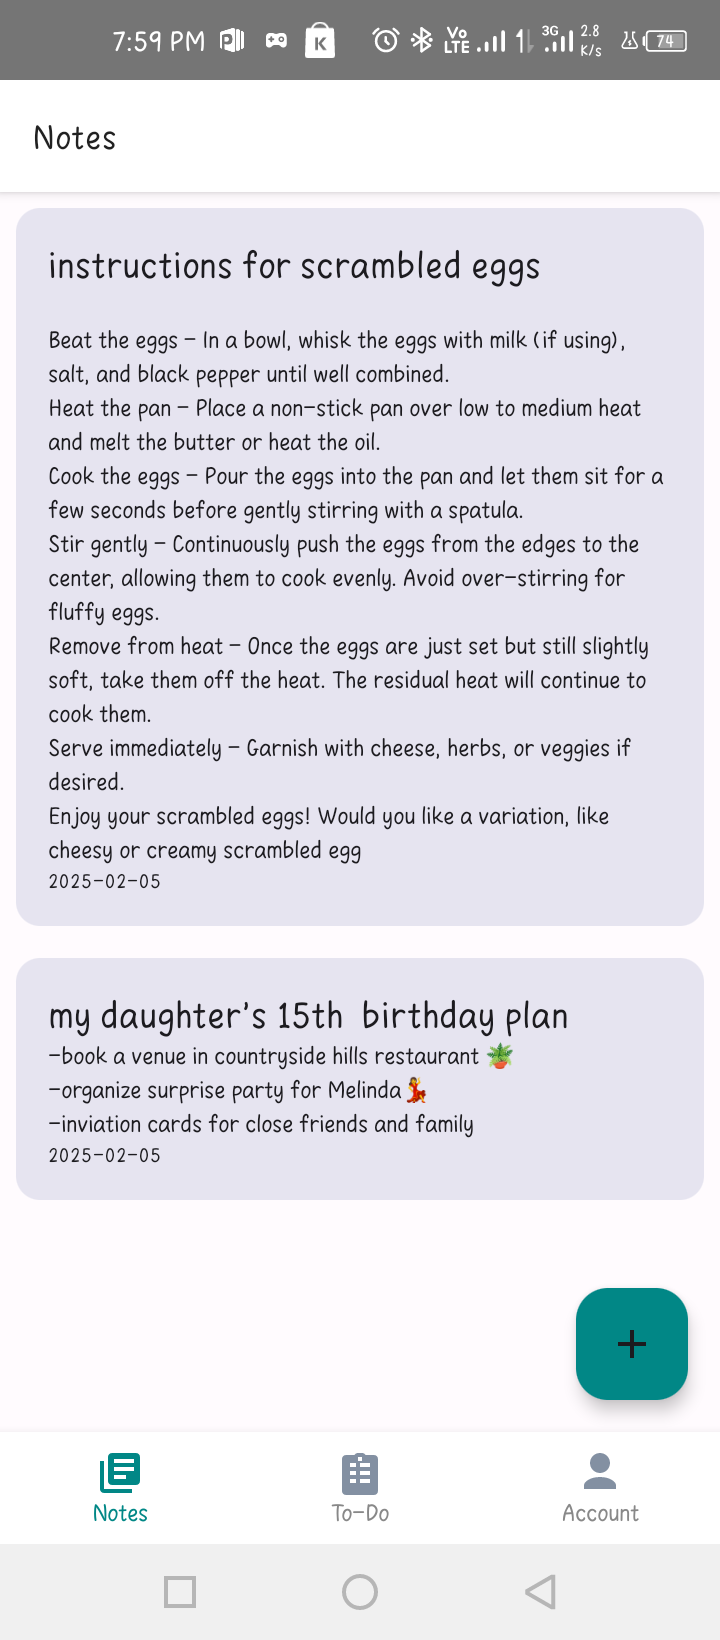 7:59 PM P K Vo LTE 3G 2.8 K/s 74
Notes
instructions for scrambled eggs
Beat the eggs – In a bowl, whisk the eggs with milk (if using),
salt, and black pepper until well combined.
Heat the pan – Place a non-stick pan over low to medium heat
and melt the butter or heat the oil.
Cook the eggs – Pour the eggs into the pan and let them sit for a
few seconds before gently stirring with a spatula.
Stir gently – Continuously push the eggs from the edges to the
center, allowing them to cook evenly. Avoid over-stirring for
fluffy eggs.
Remove from heat – Once the eggs are just set but still slightly
soft, take them off the heat. The residual heat will continue to
cook them.
Serve immediately – Garnish with cheese, herbs, or veggies if
desired.
Enjoy your scrambled eggs! Would you like a variation, like
cheesy or creamy scrambled egg
2025-02-05
my daughter's 15th  birthday plan
-book a venue in countryside hills restaurant 🪴
-organize surprise party for Melinda💃
-inviation cards for close friends and family
2025-02-05
+
Notes To-Do Account